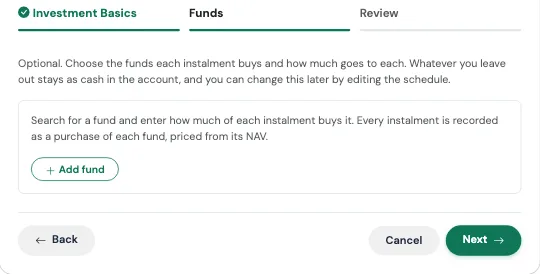 Investment Basics
Funds
Review
Optional. Choose the funds each instalment buys and how much goes to each. Whatever you leave
out stays as cash in the account, and you can change this later by editing the schedule.
Search for a fund and enter how much of each instalment buys it. Every instalment is recorded
as a purchase of each fund, priced from its NAV.
+ Add fund
← Back
Cancel
Next →